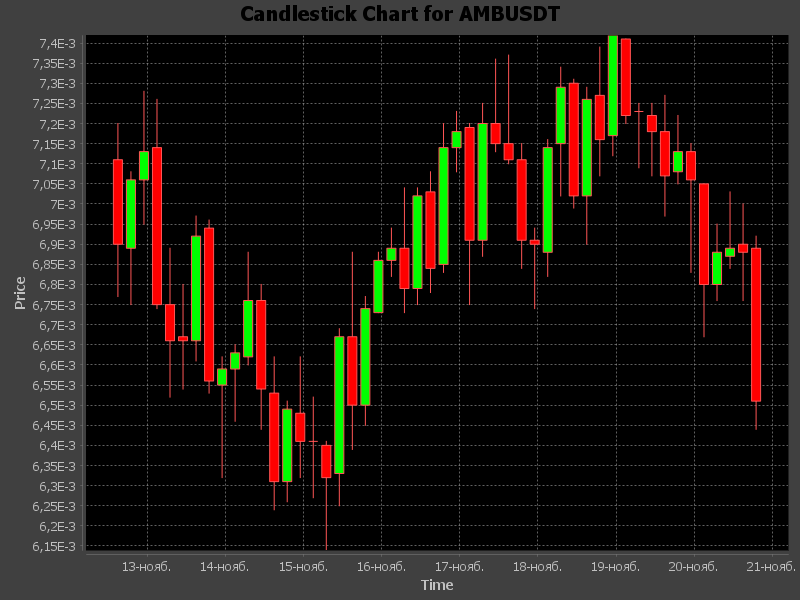 Candlestick Chart for AMBUSDT
7,4E-3
7,35E-3
7,3E-3
7,25E-3
7,2E-3
7,15E-3
7,1E-3
7,05E-3
7E-3
6,95E-3
6,9E-3
6,85E-3
6,8E-3
6,75E-3
6,7E-3
6,65E-3
6,6E-3
6,55E-3
6,5E-3
6,45E-3
6,4E-3
6,35E-3
6,3E-3
6,25E-3
6,2E-3
6,15E-3
Price
13-нояб. 14-нояб. 15-нояб. 16-нояб. 17-нояб. 18-нояб. 19-нояб. 20-нояб. 21-нояб.
Time